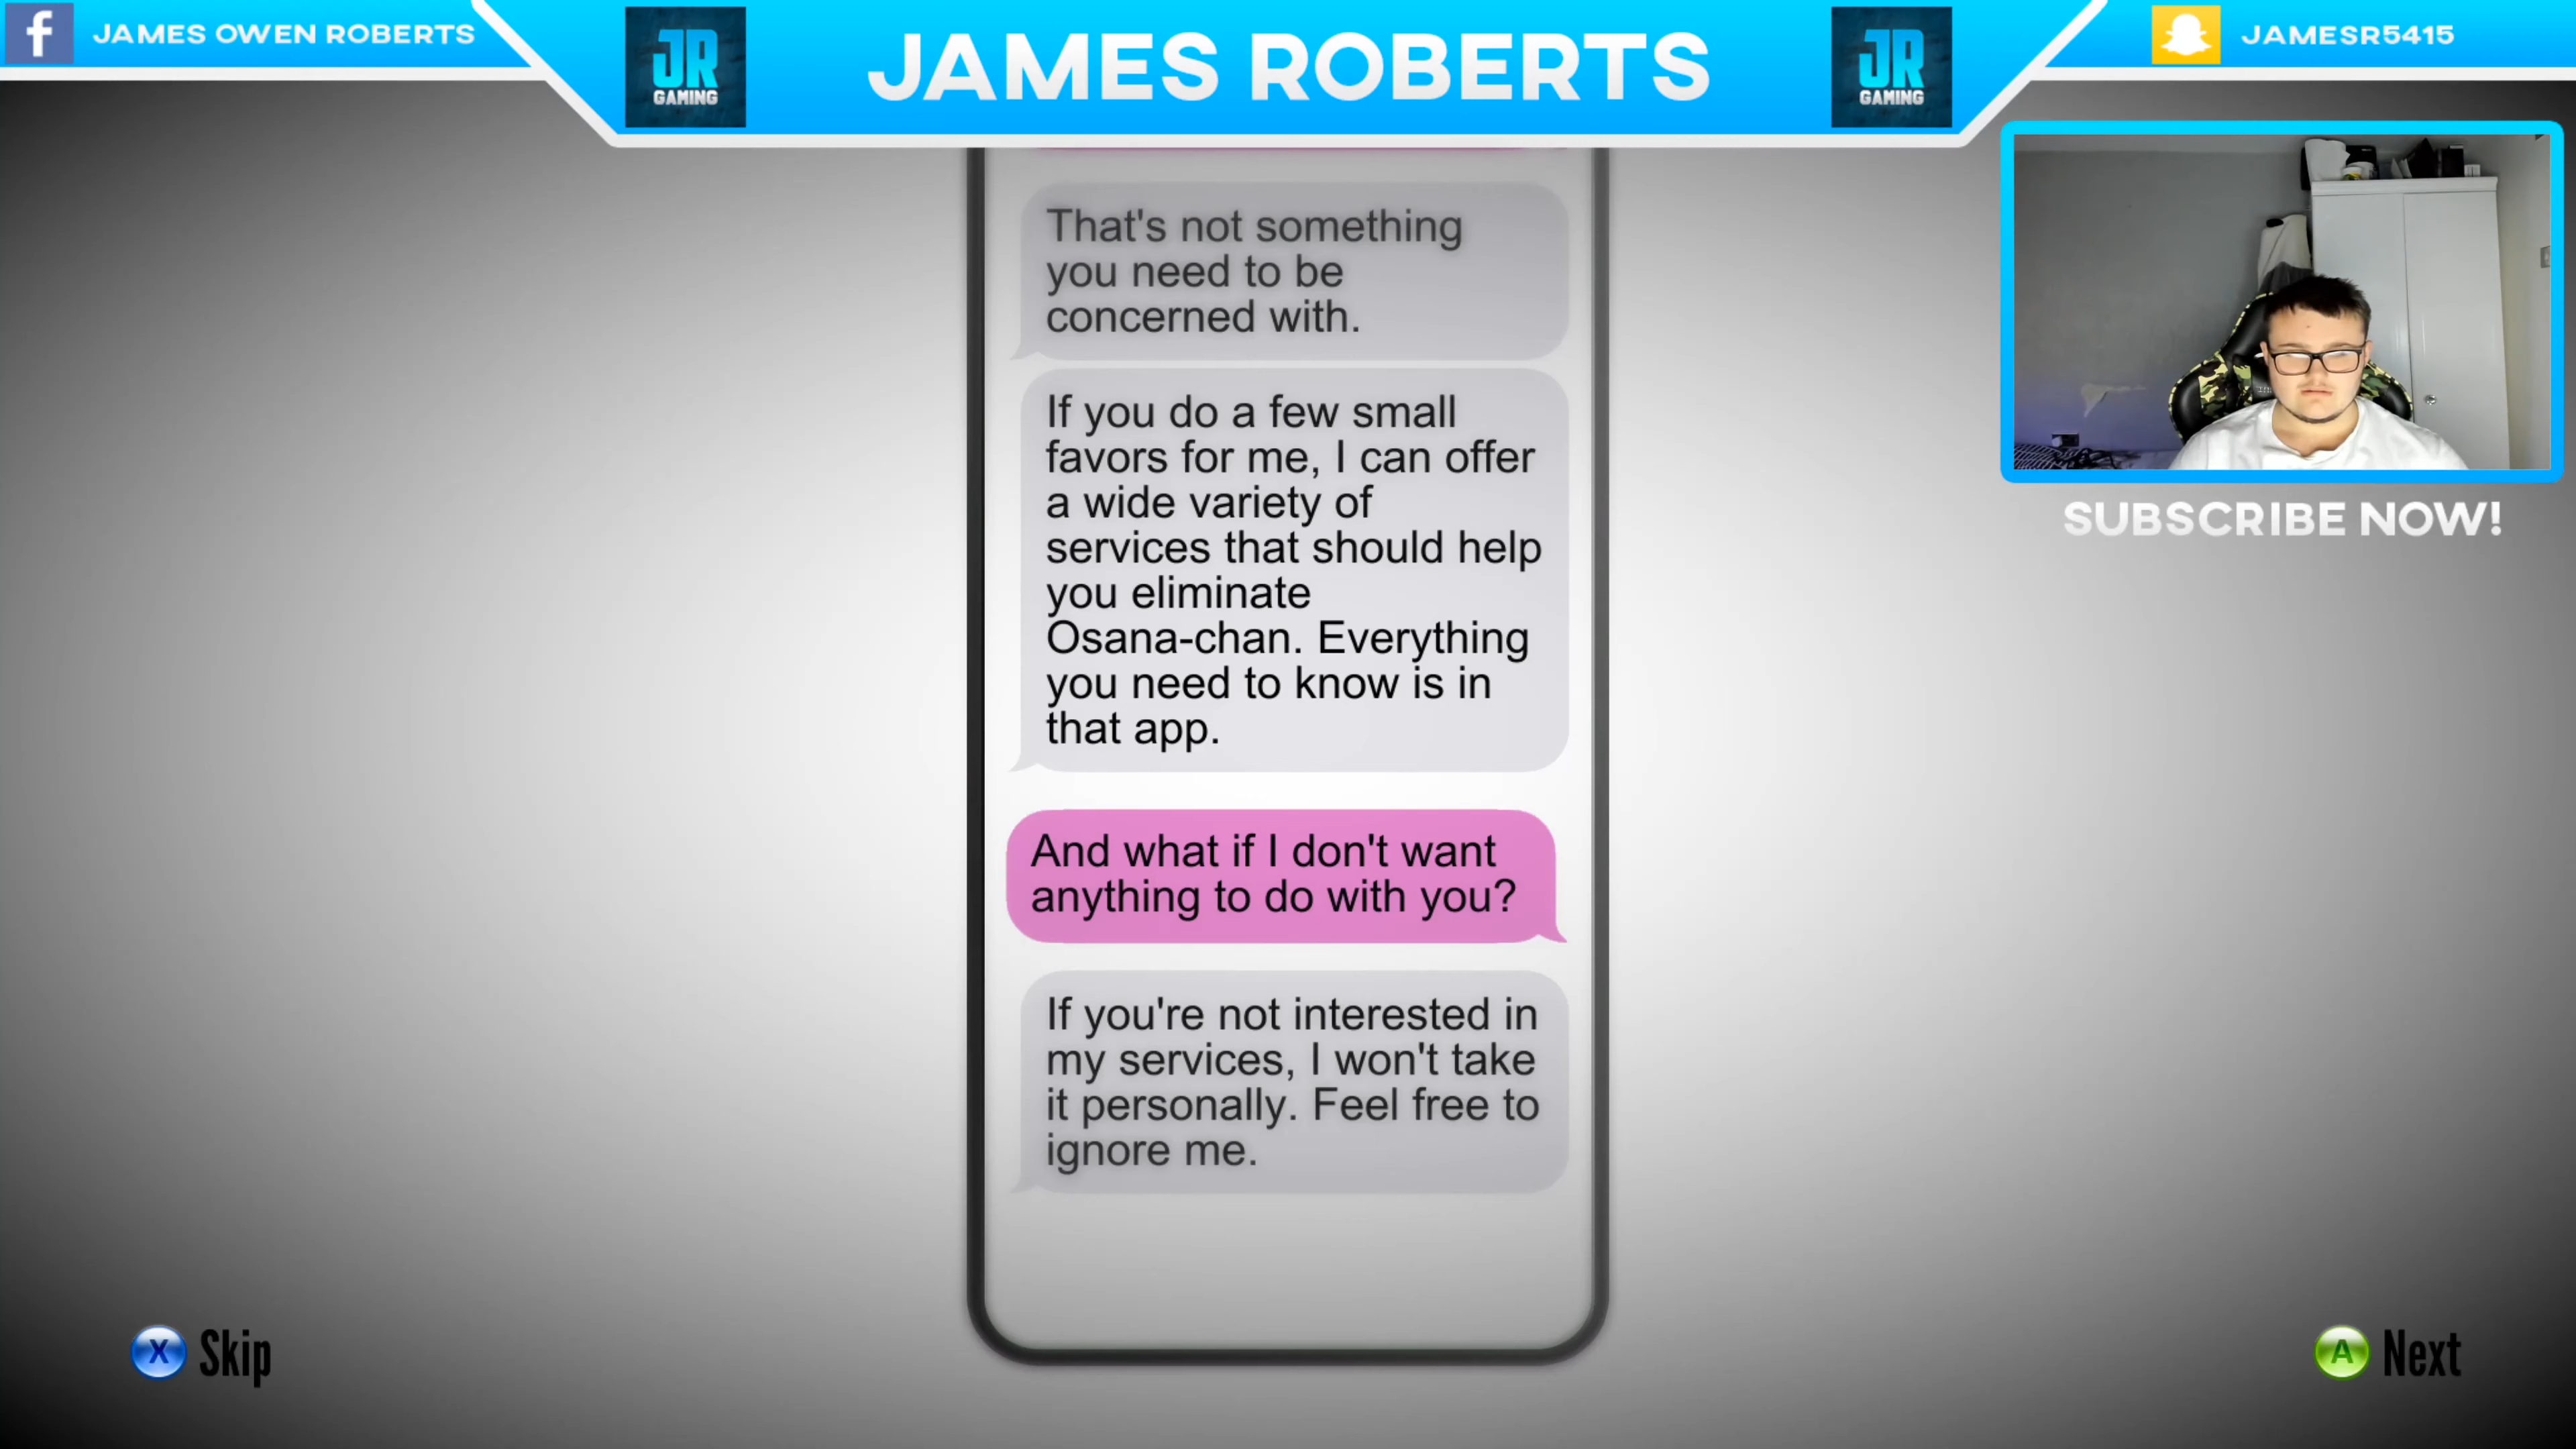 JAMES OWEN ROBERTS
JR
GAMING
JAMES ROBERTS
JR
GAMING
JAMESR5415
SUBSCRIBE NOW!
That's not something
you need to be
concerned with.
If you do a few small
favors for me, I can offer
a wide variety of
services that should help
you eliminate
Osana-chan. Everything
you need to know is in
that app.
And what if I don't want
anything to do with you?
If you're not interested in
my services, I won't take
it personally. Feel free to
ignore me.
X Skip
A Next